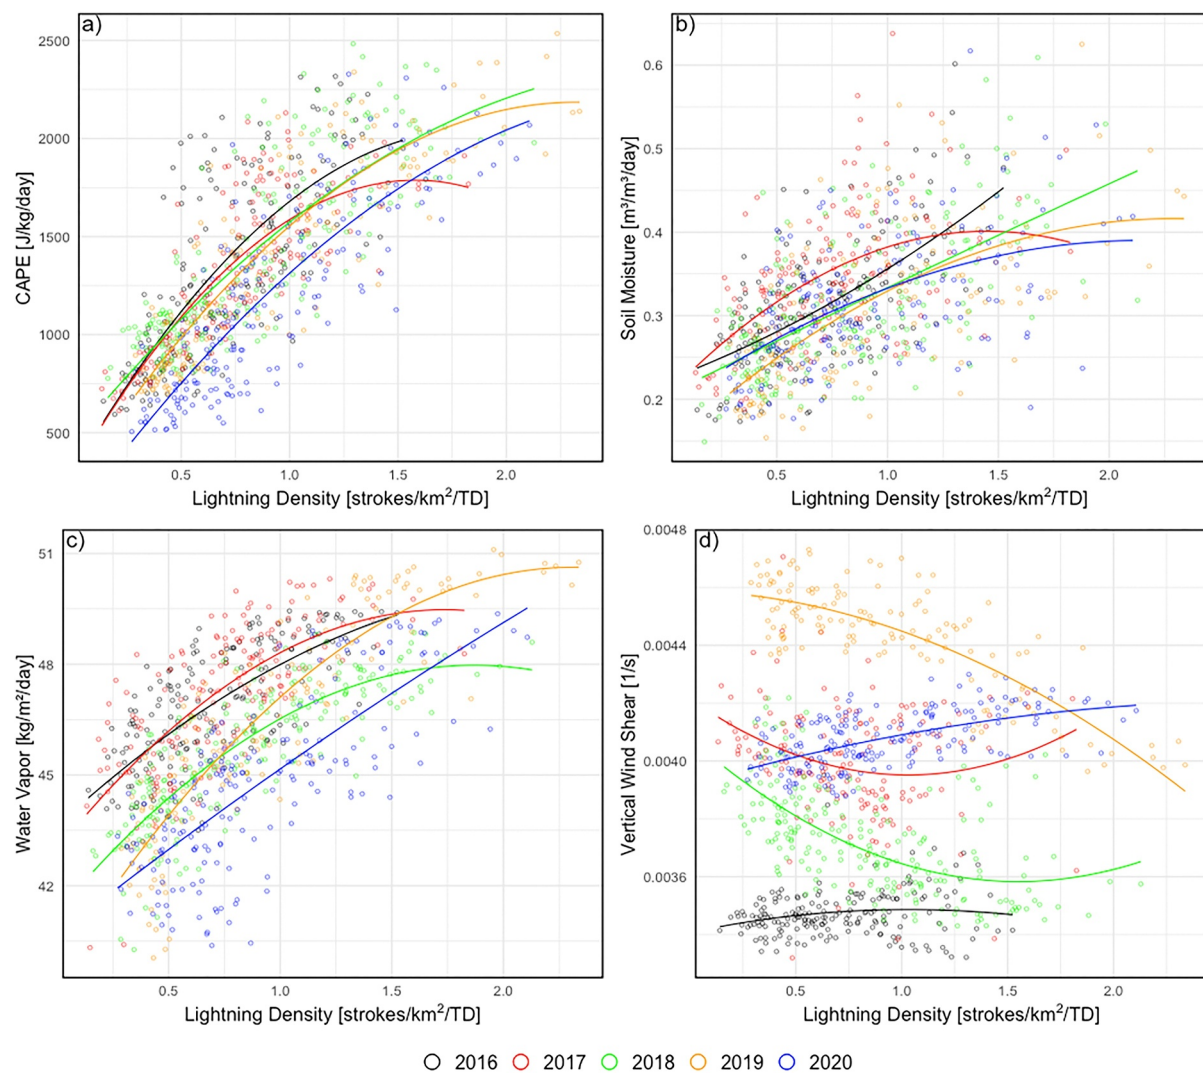 a)
2500
2000
1500
1000
500
CAPE [J/kg/day]
0.5 1.0 1.5 2.0
Lightning Density [strokes/km²/TD]
b)
0.6
0.5
0.4
0.3
0.2
Soil Moisture [m³/m³/day]
0.5 1.0 1.5 2.0
Lightning Density [strokes/km²/TD]
c)
51
48
45
42
Water Vapor [kg/m²/day]
0.5 1.0 1.5 2.0
Lightning Density [strokes/km²/TD]
d)
0.0048
0.0044
0.0040
0.0036
Vertical Wind Shear [1/s]
0.5 1.0 1.5 2.0
Lightning Density [strokes/km²/TD]
2016 2017 2018 2019 2020